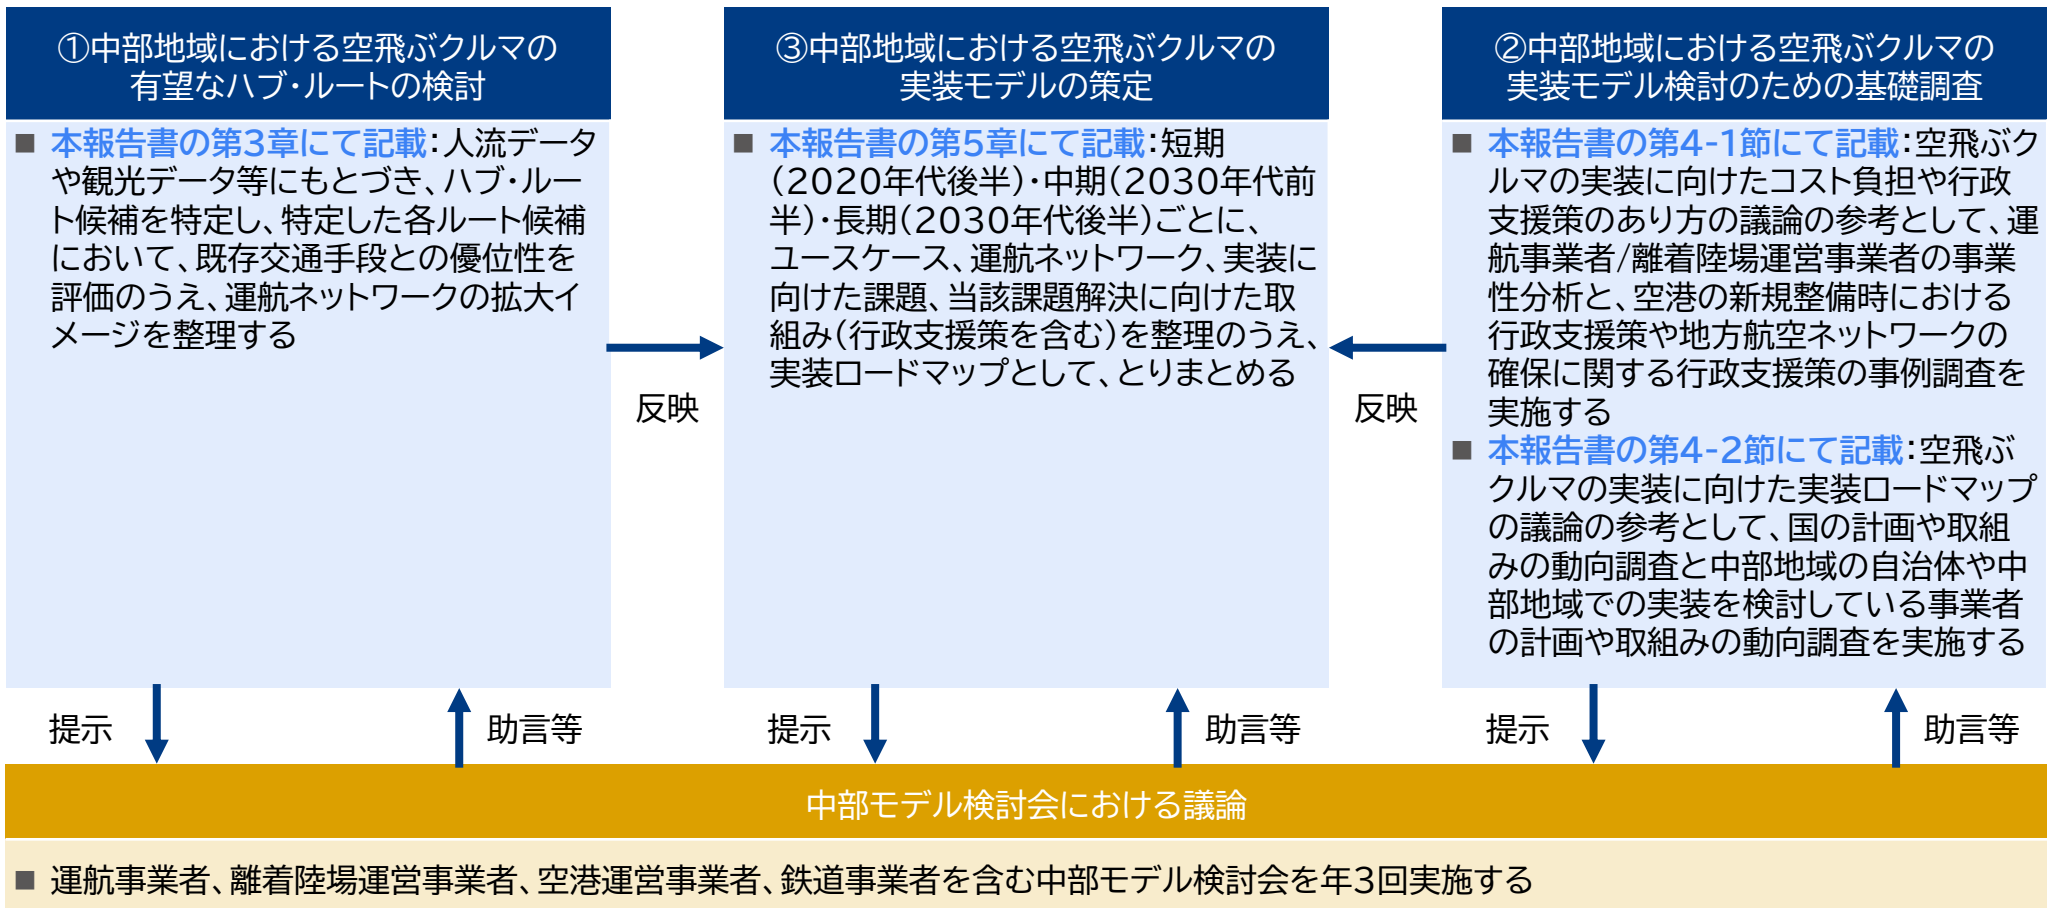 ①中部地域における空飛ぶクルマの
有望なハブ・ルートの検討
■ 本報告書の第3章にて記載：人流データ
や観光データ等にもとづき、ハブ・ルー
ト候補を特定し、特定した各ルート候補
において、既存交通手段との優位性を
評価のうえ、運航ネットワークの拡大イ
メージを整理する
反映
③中部地域における空飛ぶクルマの
実装モデルの策定
■ 本報告書の第5章にて記載：短期
（2020年代後半）・中期（2030年代前
半）・長期（2030年代後半）ごとに、
ユースケース、運航ネットワーク、実装に
向けた課題、当該課題解決に向けた取
組み（行政支援策を含む）を整理のうえ、
実装ロードマップとして、とりまとめる
反映
②中部地域における空飛ぶクルマの
実装モデル検討のための基礎調査
■ 本報告書の第4-1節にて記載：空飛ぶク
ルマの実装に向けたコスト負担や行政
支援策のあり方の議論の参考として、運
航事業者/離着陸場運営事業者の事業
性分析と、空港の新規整備時における
行政支援策や地方航空ネットワークの
確保に関する行政支援策の事例調査を
実施する
■ 本報告書の第4-2節にて記載：空飛ぶ
クルマの実装に向けた実装ロードマップ
の議論の参考として、国の計画や取組
みの動向調査と中部地域の自治体や中
部地域での実装を検討している事業者
の計画や取組みの動向調査を実施する
提示
助言等
提示
助言等
提示
助言等
中部モデル検討会における議論
■ 運航事業者、離着陸場運営事業者、空港運営事業者、鉄道事業者を含む中部モデル検討会を年3回実施する